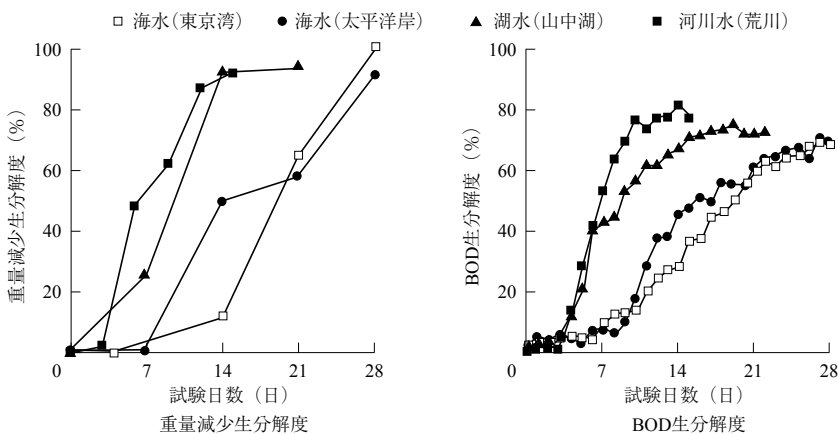 □ 海水（東京湾） ● 海水（太平洋岸） ▲ 湖水（山中湖） ■ 河川水（荒川）
重量減少生分解度（%）
100
80
60
40
20
0
7
14
21
28
試験日数（日）
重量減少生分解度
BOD生分解度（%）
100
80
60
40
20
0
7
14
21
28
試験日数（日）
BOD生分解度